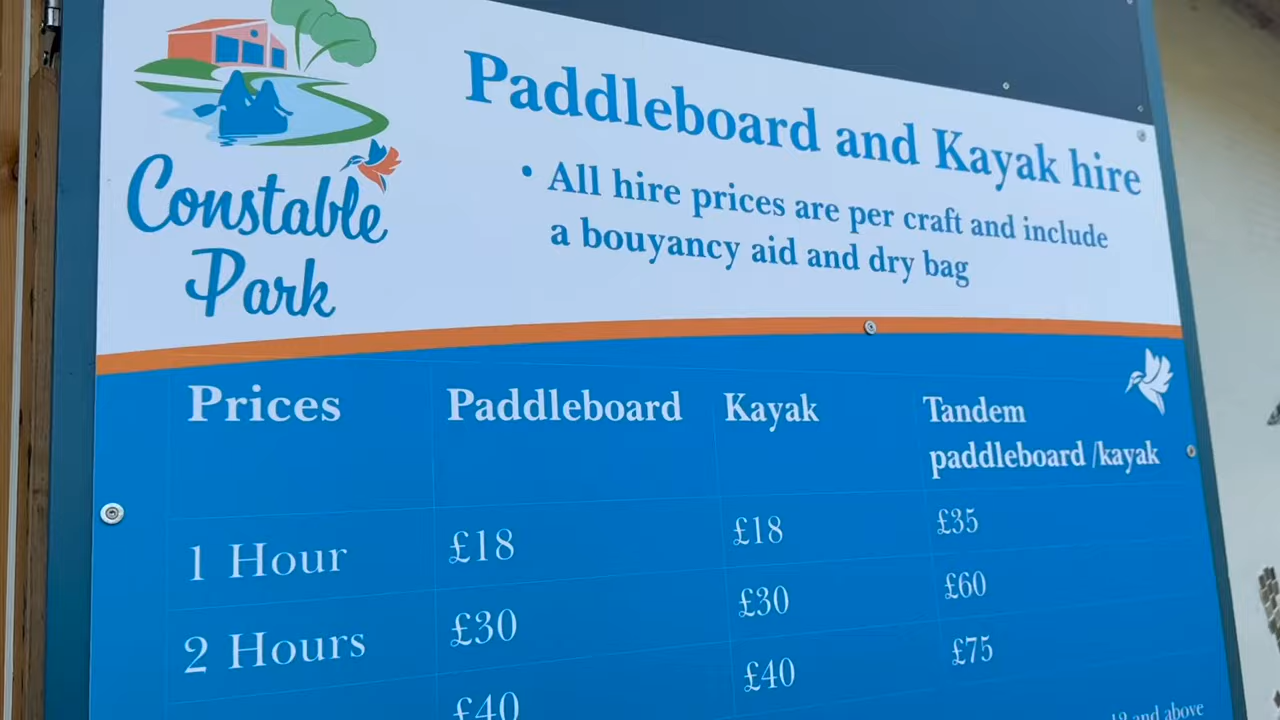 Constable
Park
Paddleboard and Kayak hire
• All hire prices are per craft and include
a bouyancy aid and dry bag
Prices Paddleboard Kayak Tandem
paddleboard /kayak
1 Hour £18 £18 £35
2 Hours £30 £30 £60
£40 £40 £75
and above